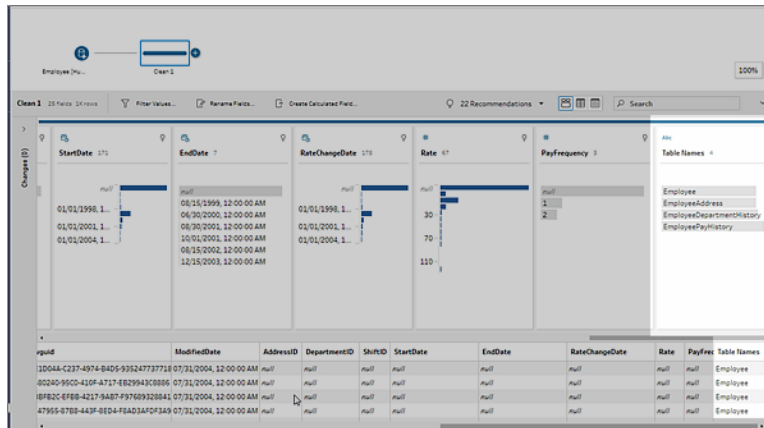 Employee (Hu...
Clean 1
100%
Clean 1 25 fields 1K rows Filter Values... Rename Fields... Create Calculated Field... 22 Recommendations Search
Changes (0)
Abc
StartDate 171
EndDate 7
RateChangeDate 178
Rate 67
PayFrequency 3
Table Names 4
null
01/01/1998, 1...
01/01/2001, 1...
01/01/2004, 1...
null
08/15/1999, 12:00:00 AM
06/30/2000, 12:00:00 AM
08/30/2001, 12:00:00 AM
10/01/2001, 12:00:00 AM
08/15/2002, 12:00:00 AM
12/15/2003, 12:00:00 AM
null
01/01/1998, 1...
01/01/2001, 1...
01/01/2004, 1...
null
30
70
110
null
1
2
Employee
EmployeeAddress
EmployeeDepartmentHistory
EmployeePayHistory
ModifiedDate AddressID DepartmentID ShiftID StartDate EndDate RateChangeDate Rate PayFrec Table Names
07/31/2004, 12:00:00 AM null null null null null null null null Employee
07/31/2004, 12:00:00 AM null null null null null null null null Employee
07/31/2004, 12:00:00 AM null null null null null null null null Employee
07/31/2004, 12:00:00 AM null null null null null null null null Employee